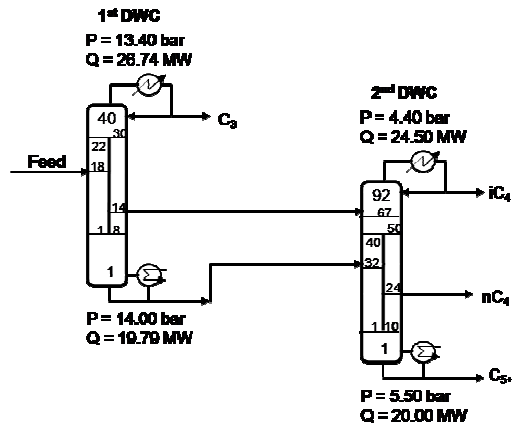 1st DWC
P = 13.40 bar
Q = 26.74 MW
40
30
C3
22
Feed
18
14
1 8
1
P = 14.00 bar
Q = 19.79 MW
2nd DWC
P = 4.40 bar
Q = 24.50 MW
92
iC4
67
50
40
32
24
nC4
1 10
1
C5+
P = 5.50 bar
Q = 20.00 MW